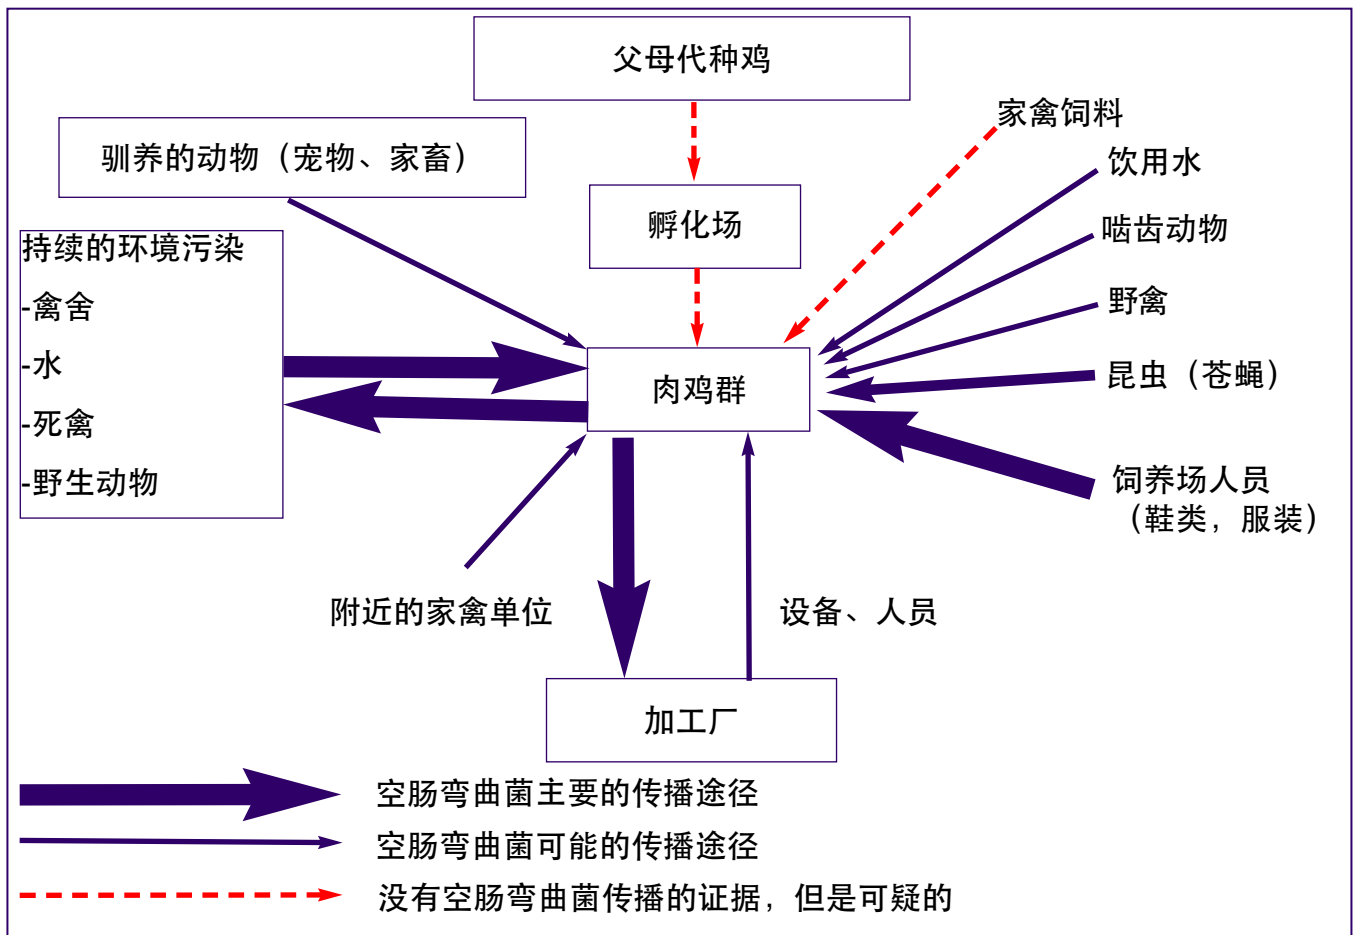 父母代种鸡
家禽饲料
驯养的动物（宠物、家畜）
饮用水
孵化场
啮齿动物
持续的环境污染
-禽舍
-水
-死禽
-野生动物
野禽
肉鸡群
昆虫（苍蝇）
饲养场人员
（鞋类，服装）
附近的家禽单位
设备、人员
加工厂
空肠弯曲菌主要的传播途径
空肠弯曲菌可能的传播途径
没有空肠弯曲菌传播的证据，但是可疑的